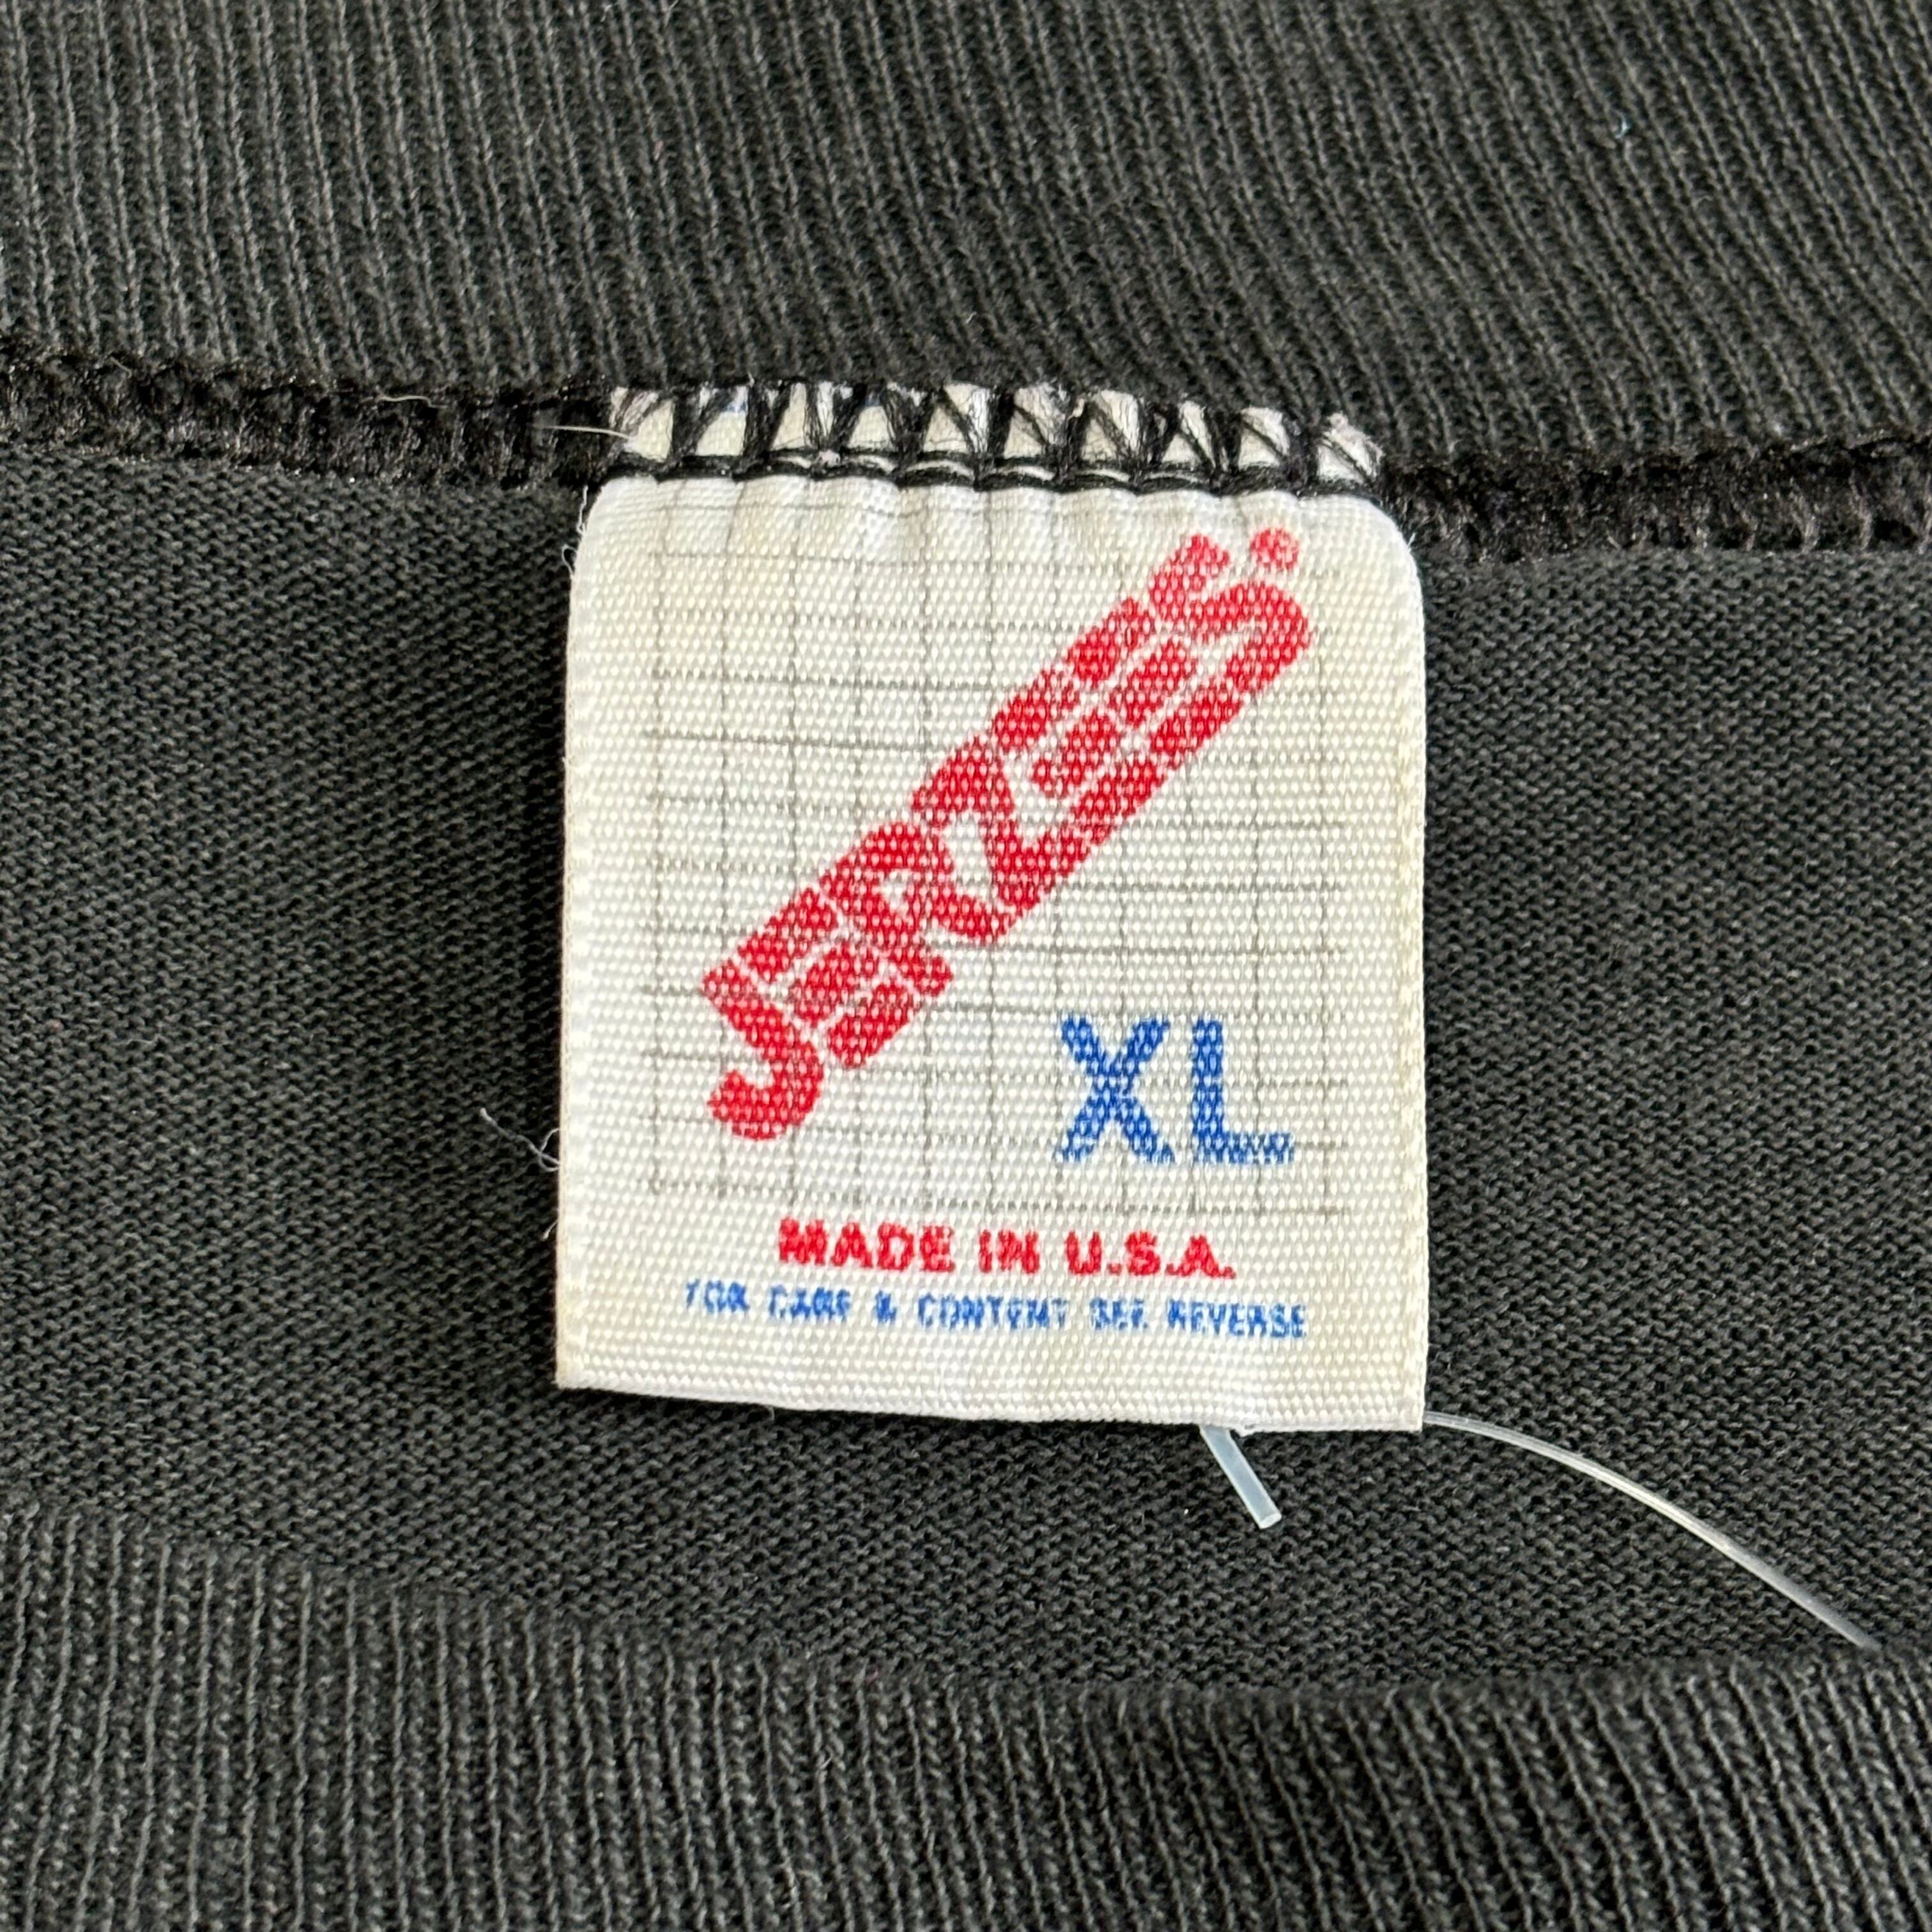 JERZEES®
XL
MADE IN U.S.A.
FOR CARE & CONTENT SEE REVERSE